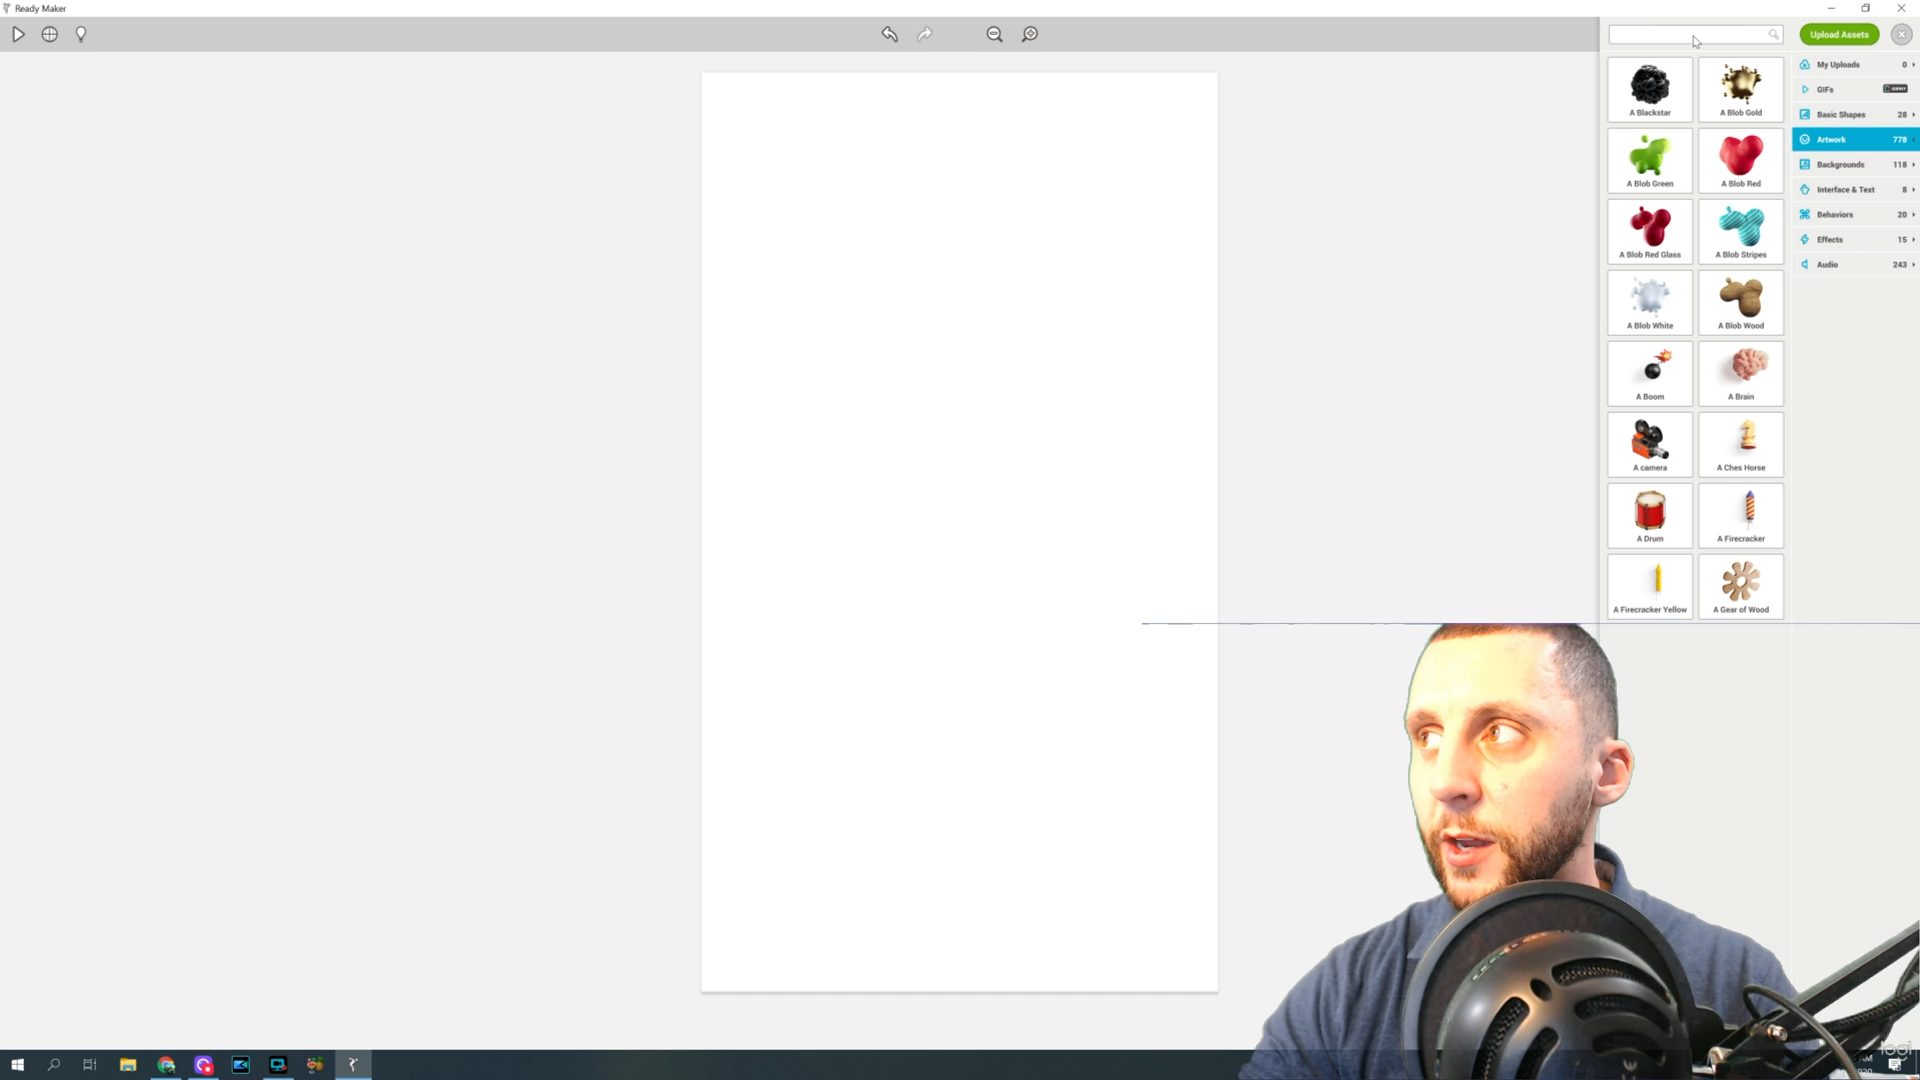 Ready Maker
Upload Assets
A Blackstar
A Blob Gold
A Blob Green
A Blob Red
A Blob Red Glass
A Blob Stripes
A Blob White
A Blob Wood
A Boom
A Brain
A camera
A Ches Horse
A Drum
A Firecracker
A Firecracker Yellow
A Gear of Wood
My Uploads 0
GIFs GIPHY
Basic Shapes 28
Artwork 778
Backgrounds 118
Interface & Text 8
Behaviors 20
Effects 15
Audio 243
logi